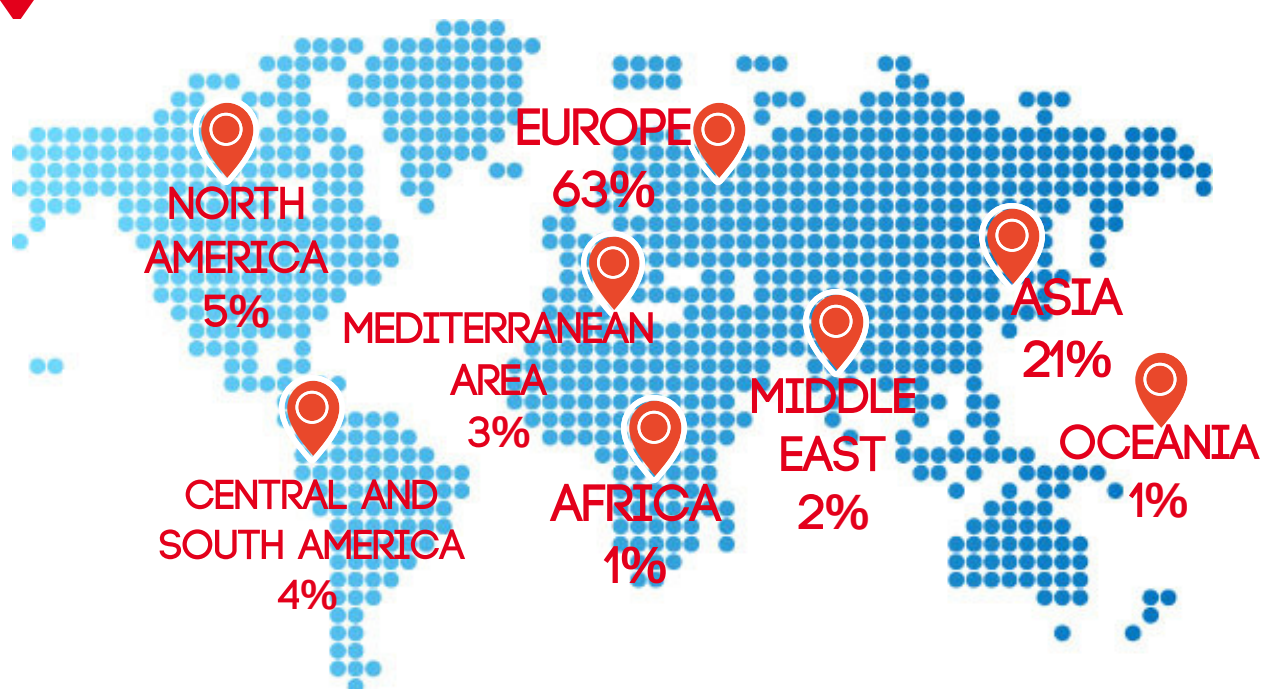 EUROPE
63%
NORTH
AMERICA
5%
ASIA
21%
MEDITERRANEAN
AREA
3%
MIDDLE
EAST
2%
OCEANIA
1%
CENTRAL AND
SOUTH AMERICA
4%
AFRICA
1%